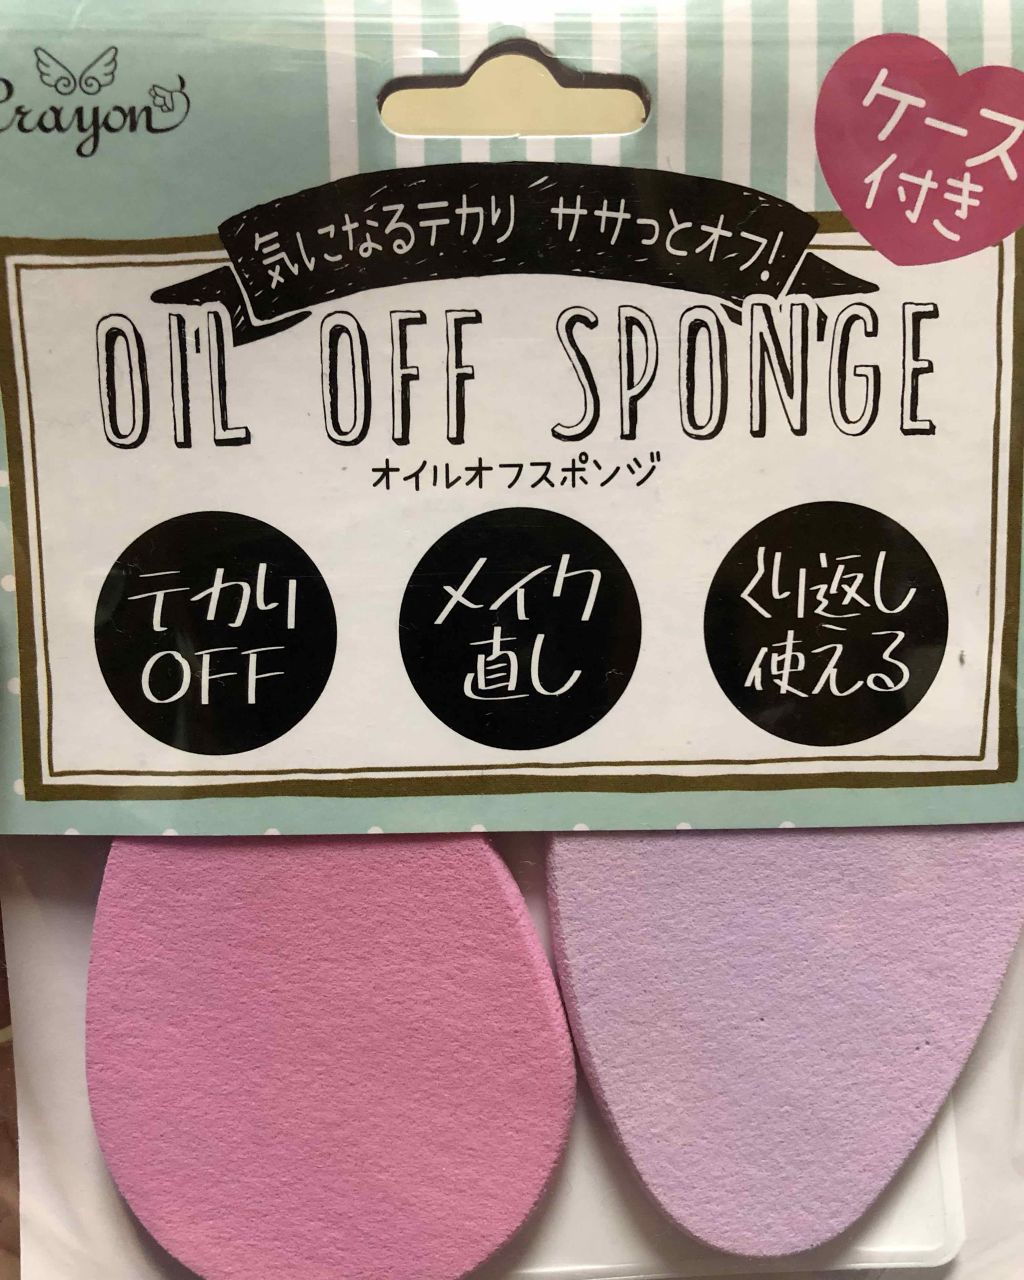 Crayon
ケース
付き
気になるテカリ ササっとオフ!
OIL OFF SPONGE
オイルオフスポンジ
テカリ
OFF
メイク
直し
くり返し
使える